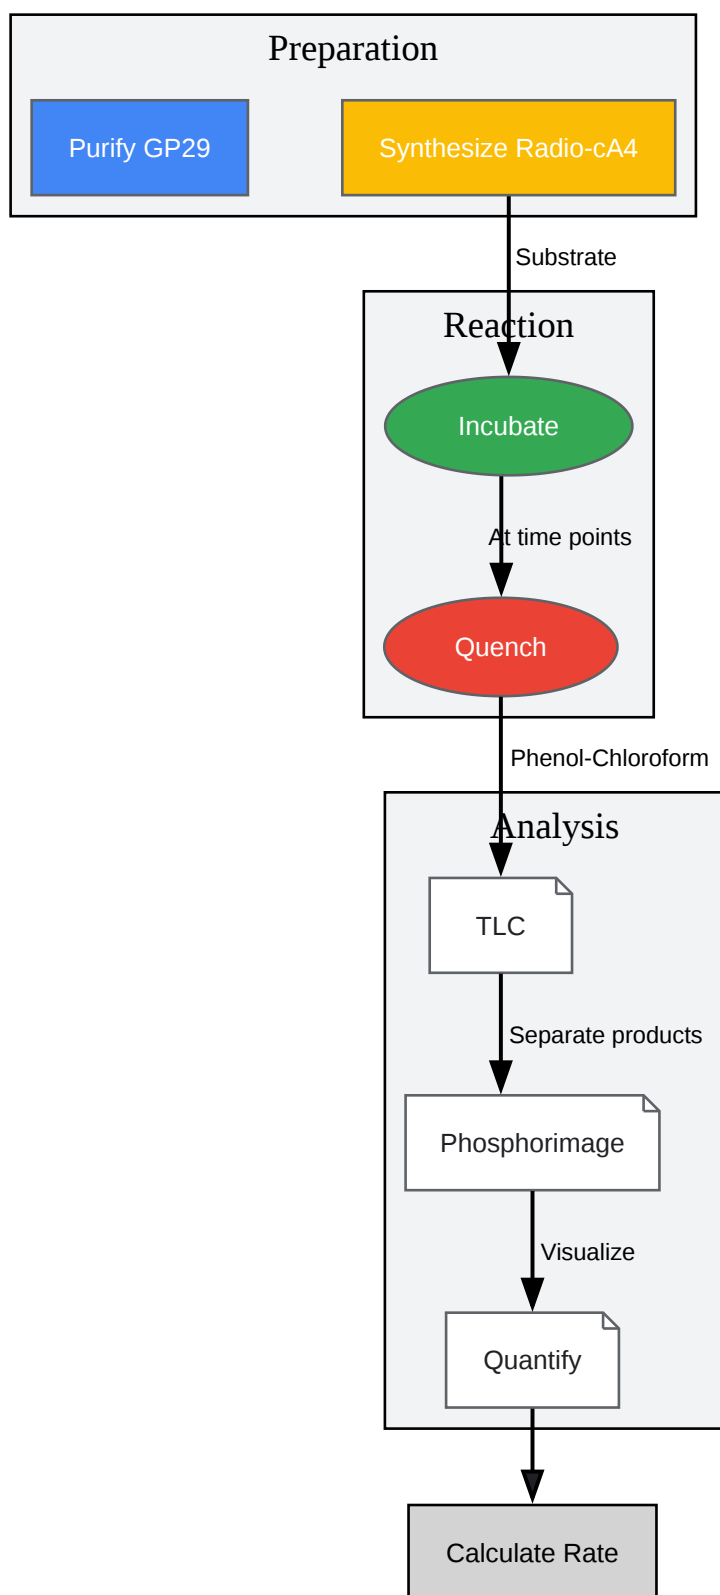 Preparation
Purify GP29
Synthesize Radio-cA4
Substrate
Reaction
Incubate
At time points
Quench
Phenol-Chloroform
Analysis
TLC
Separate products
Phosphorimage
Visualize
Quantify
Calculate Rate